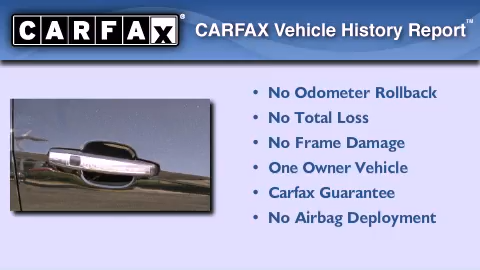 CARFAX® CARFAX Vehicle History Report™
• No Odometer Rollback
• No Total Loss
• No Frame Damage
• One Owner Vehicle
• Carfax Guarantee
• No Airbag Deployment